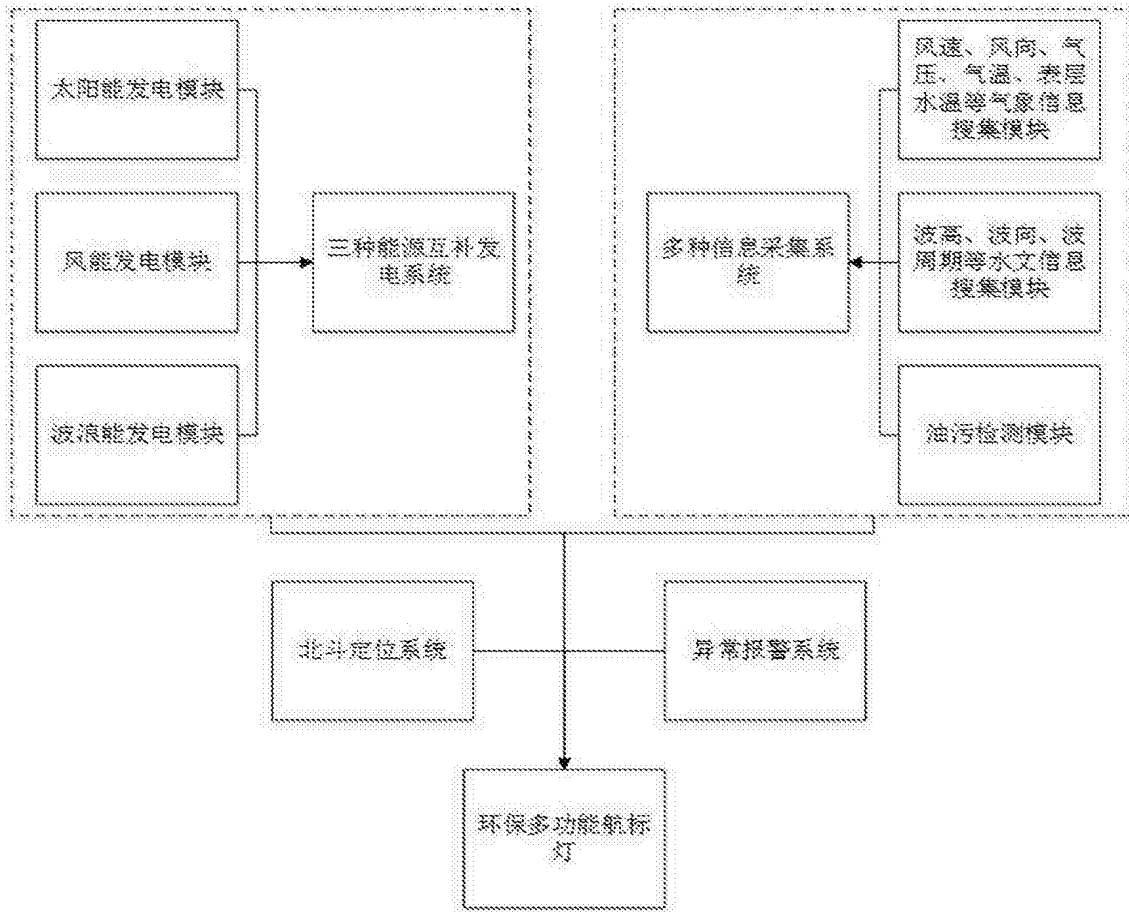 太阳能发电模块
风能发电模块
波浪能发电模块
三种能源互补发
电系统
多种信息采集系
统
风速、风向、气
压、气温、表层
水温等气象信息
搜集模块
波高、波向、波
周期等水文信息
搜集模块
油污检测模块
北斗定位系统
异常报警系统
环保多功能航标
灯